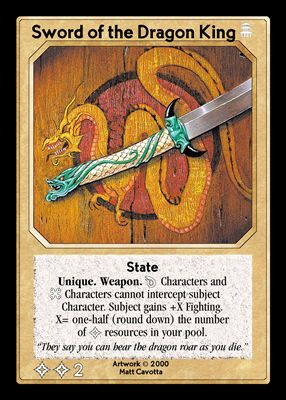 Sword of the Dragon King
State
Unique. Weapon. Characters and
Characters cannot intercept subject
Character. Subject gains +X Fighting.
X= one-half (round down) the number
of resources in your pool.
"They say you can hear the dragon roar as you die."
2
Artwork © 2000
Matt Cavotta